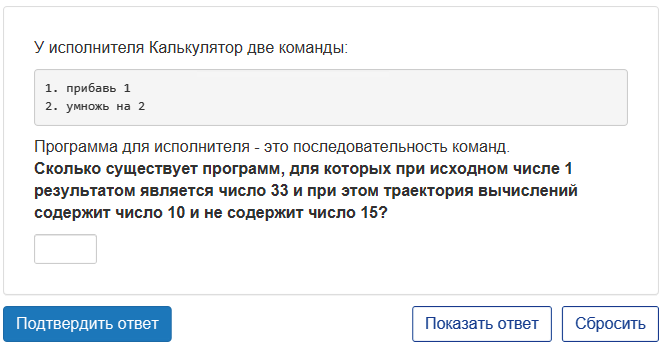 У исполнителя Калькулятор две команды:
1. прибавь 1
2. умножь на 2
Программа для исполнителя - это последовательность команд.
Сколько существует программ, для которых при исходном числе 1
результатом является число 33 и при этом траектория вычислений
содержит число 10 и не содержит число 15?
Подтвердить ответ
Показать ответ
Сбросить